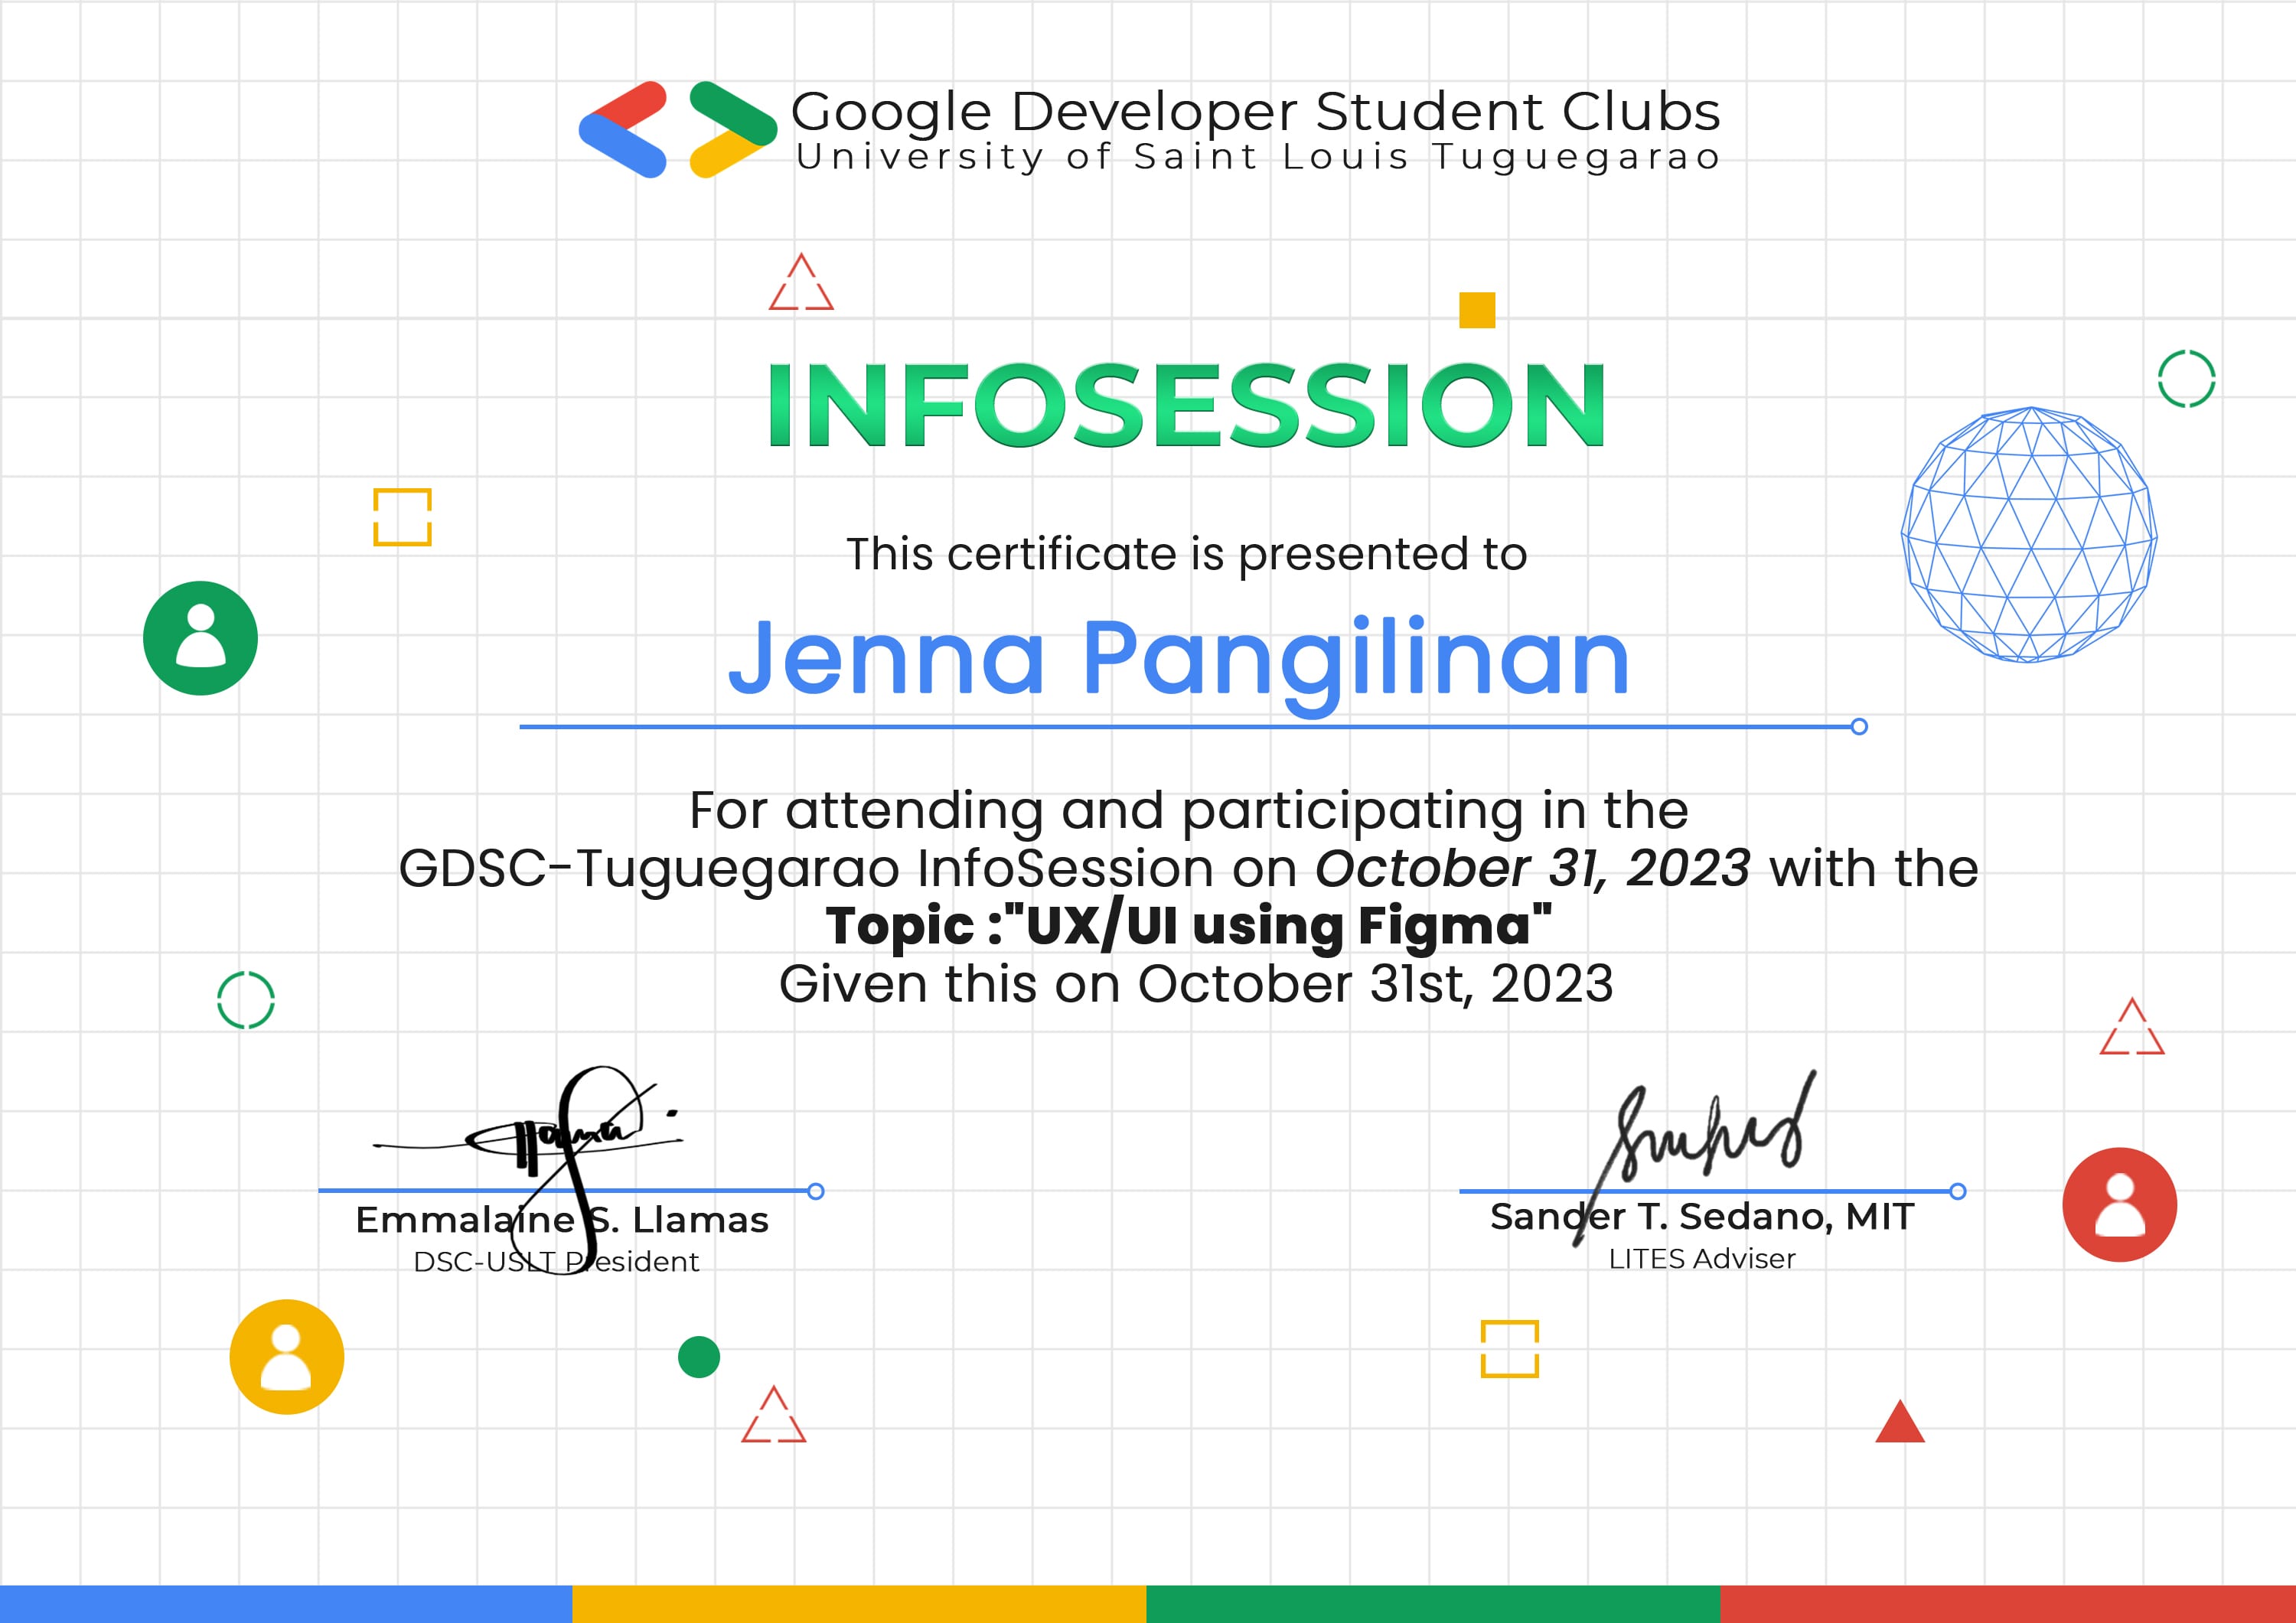 Google Developer Student Clubs
University of Saint Louis Tuguegarao
INFOSESSION
This certificate is presented to
Jenna Pangilinan
For attending and participating in the
GDSC-Tuguegarao InfoSession on October 31, 2023 with the
Topic :"UX/UI using Figma"
Given this on October 31st, 2023
Emmalaine S. Llamas
DSC-USLT President
Sander T. Sedano, MIT
LITES Adviser